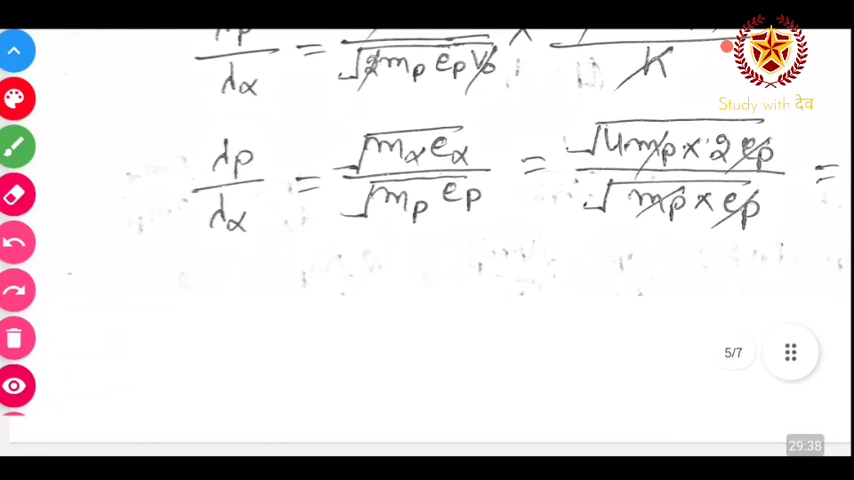 λp/λα = /√2mp ep Vp × /h
Study with देव
λp/λα = √mα eα/√mp ep = √4mp × 2ep/√mp × ep =
5/7
29:38